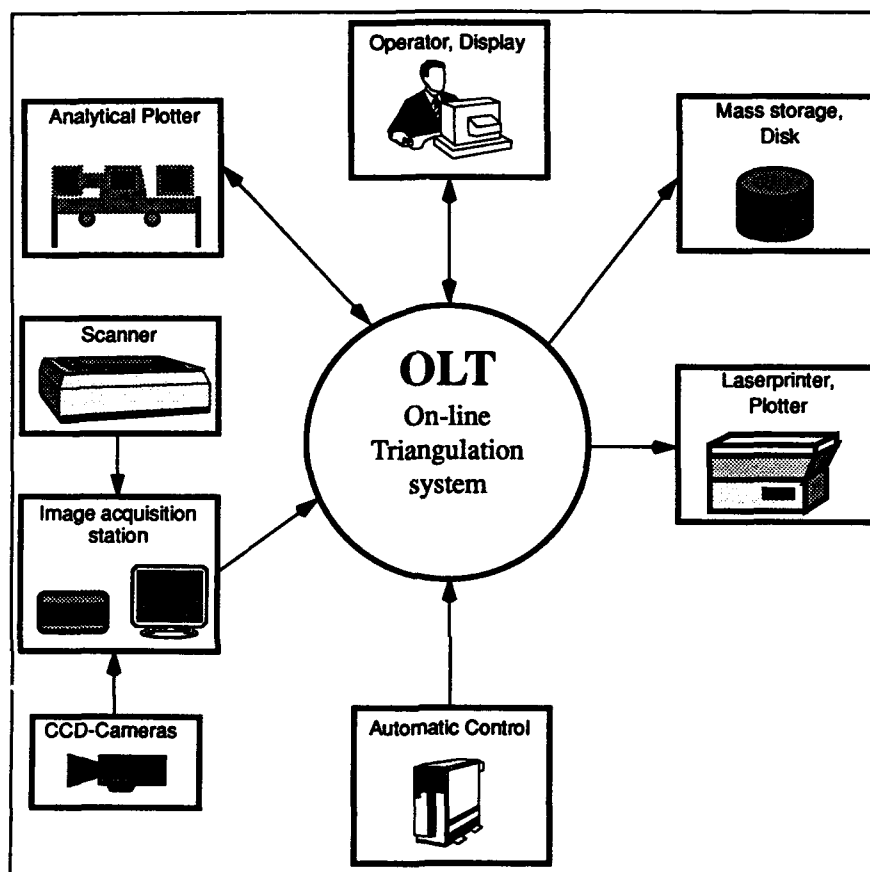 Operator, Display
Analytical Plotter
Mass storage,
Disk
Scanner
OLT
On-line
Triangulation
system
Laserprinter,
Plotter
Image acquisition
station
CCD-Cameras
Automatic Control